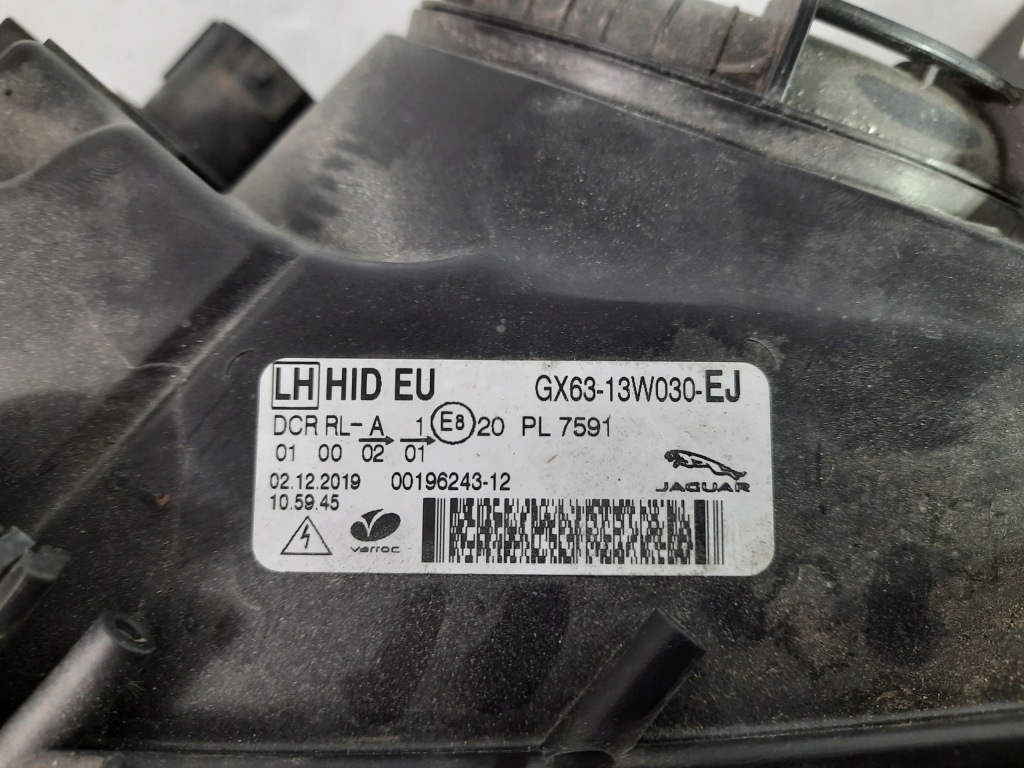 LH HID EU GX63-13W030-EJ
DCR RL-A 1 E8 20 PL 7591
01 00 02 01
02.12.2019 00196243-12
10.59.45
JAGUAR
varroc